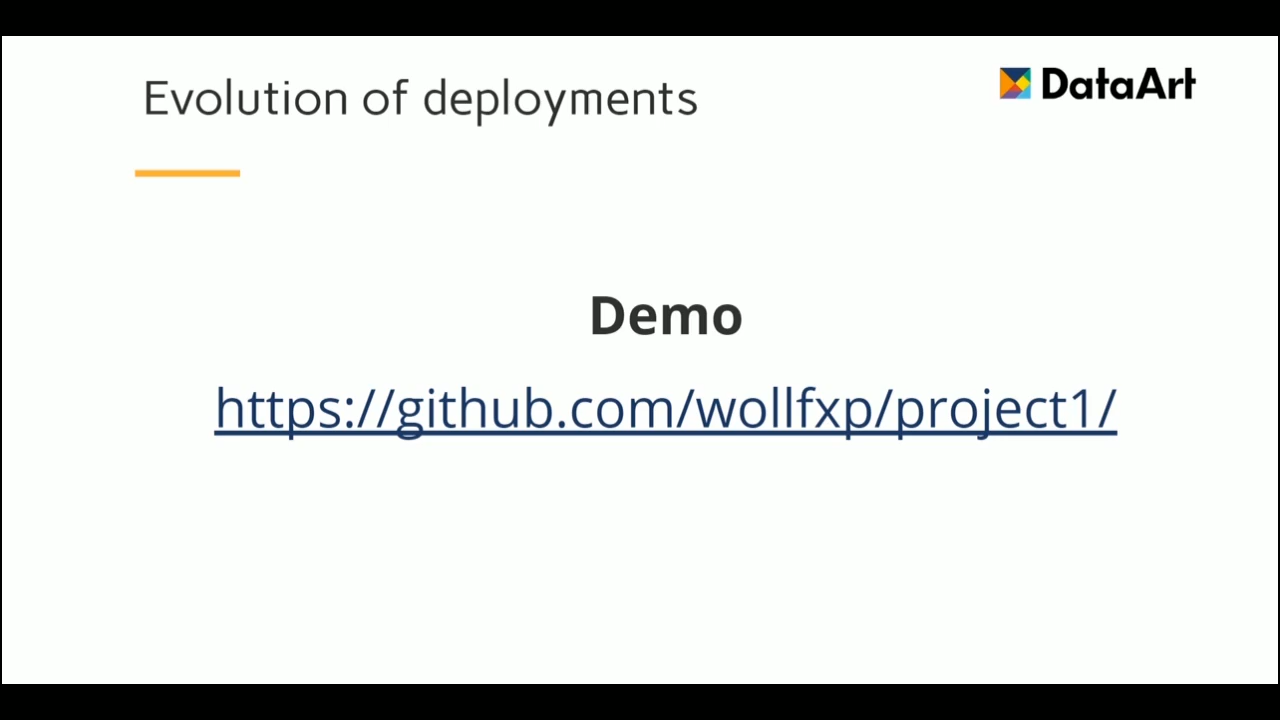 Evolution of deployments
DataArt
Demo
https://github.com/wollfxp/project1/